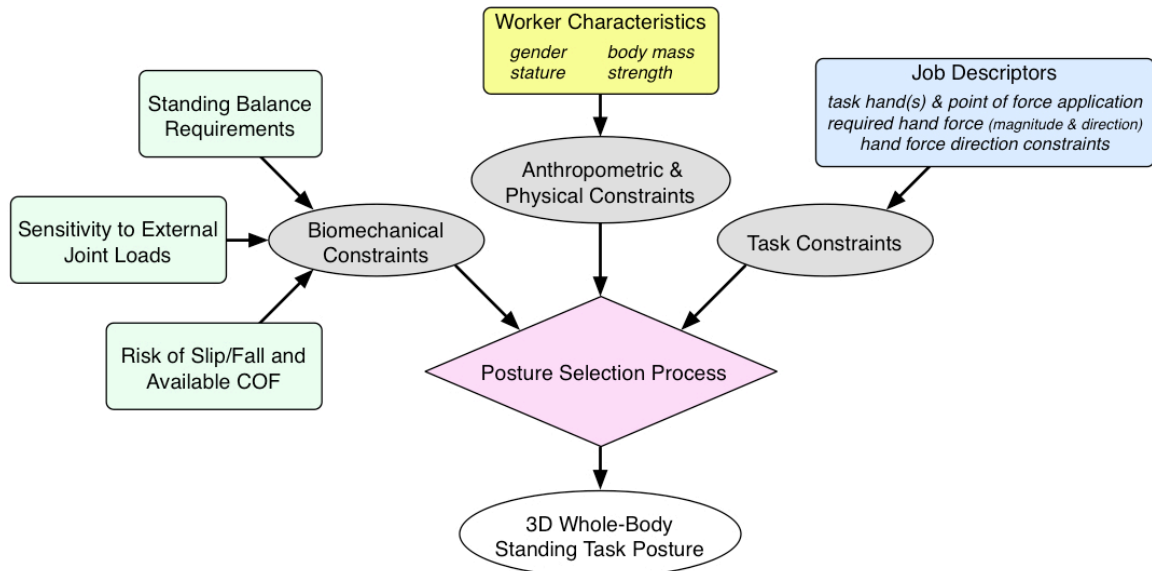 Worker Characteristics
gender body mass
stature strength
Job Descriptors
task hand(s) & point of force application
required hand force (magnitude & direction)
hand force direction constraints
Standing Balance
Requirements
Anthropometric &
Physical Constraints
Sensitivity to External
Joint Loads
Biomechanical
Constraints
Task Constraints
Risk of Slip/Fall and
Available COF
Posture Selection Process
3D Whole-Body
Standing Task Posture